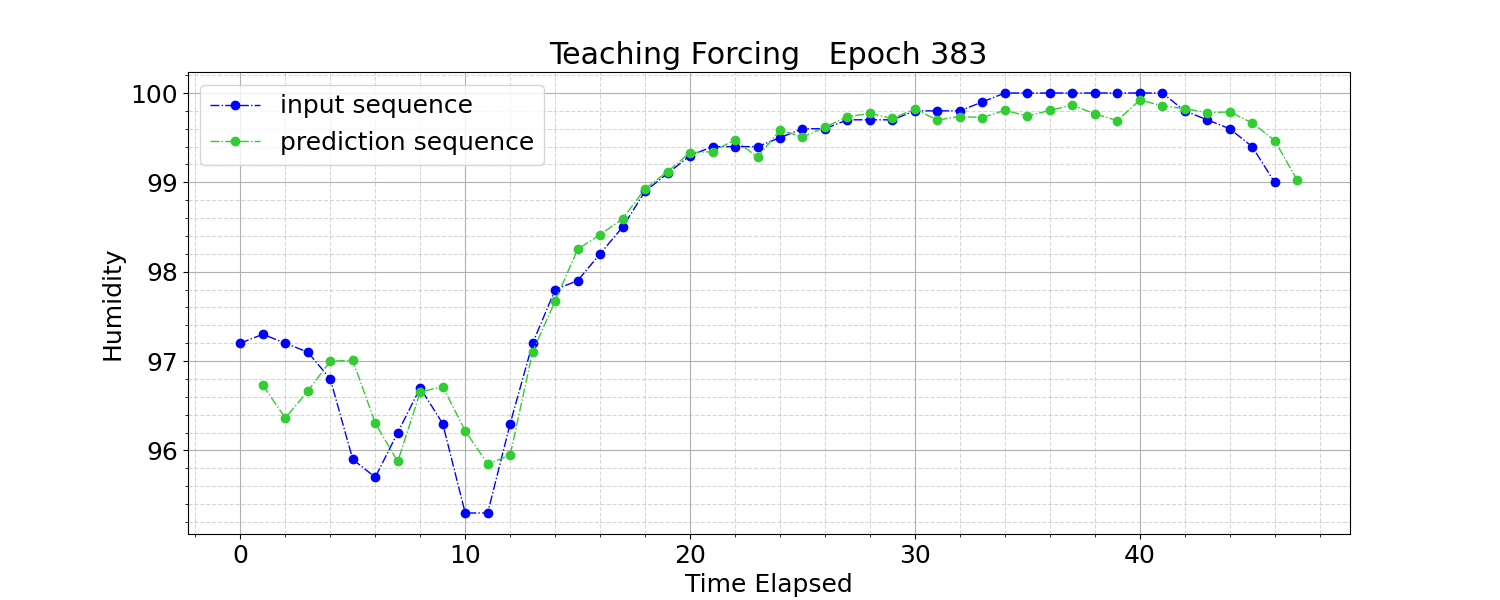 Teaching Forcing   Epoch 383
input sequence
prediction sequence
Humidity
100
99
98
97
96
0 10 20 30 40
Time Elapsed